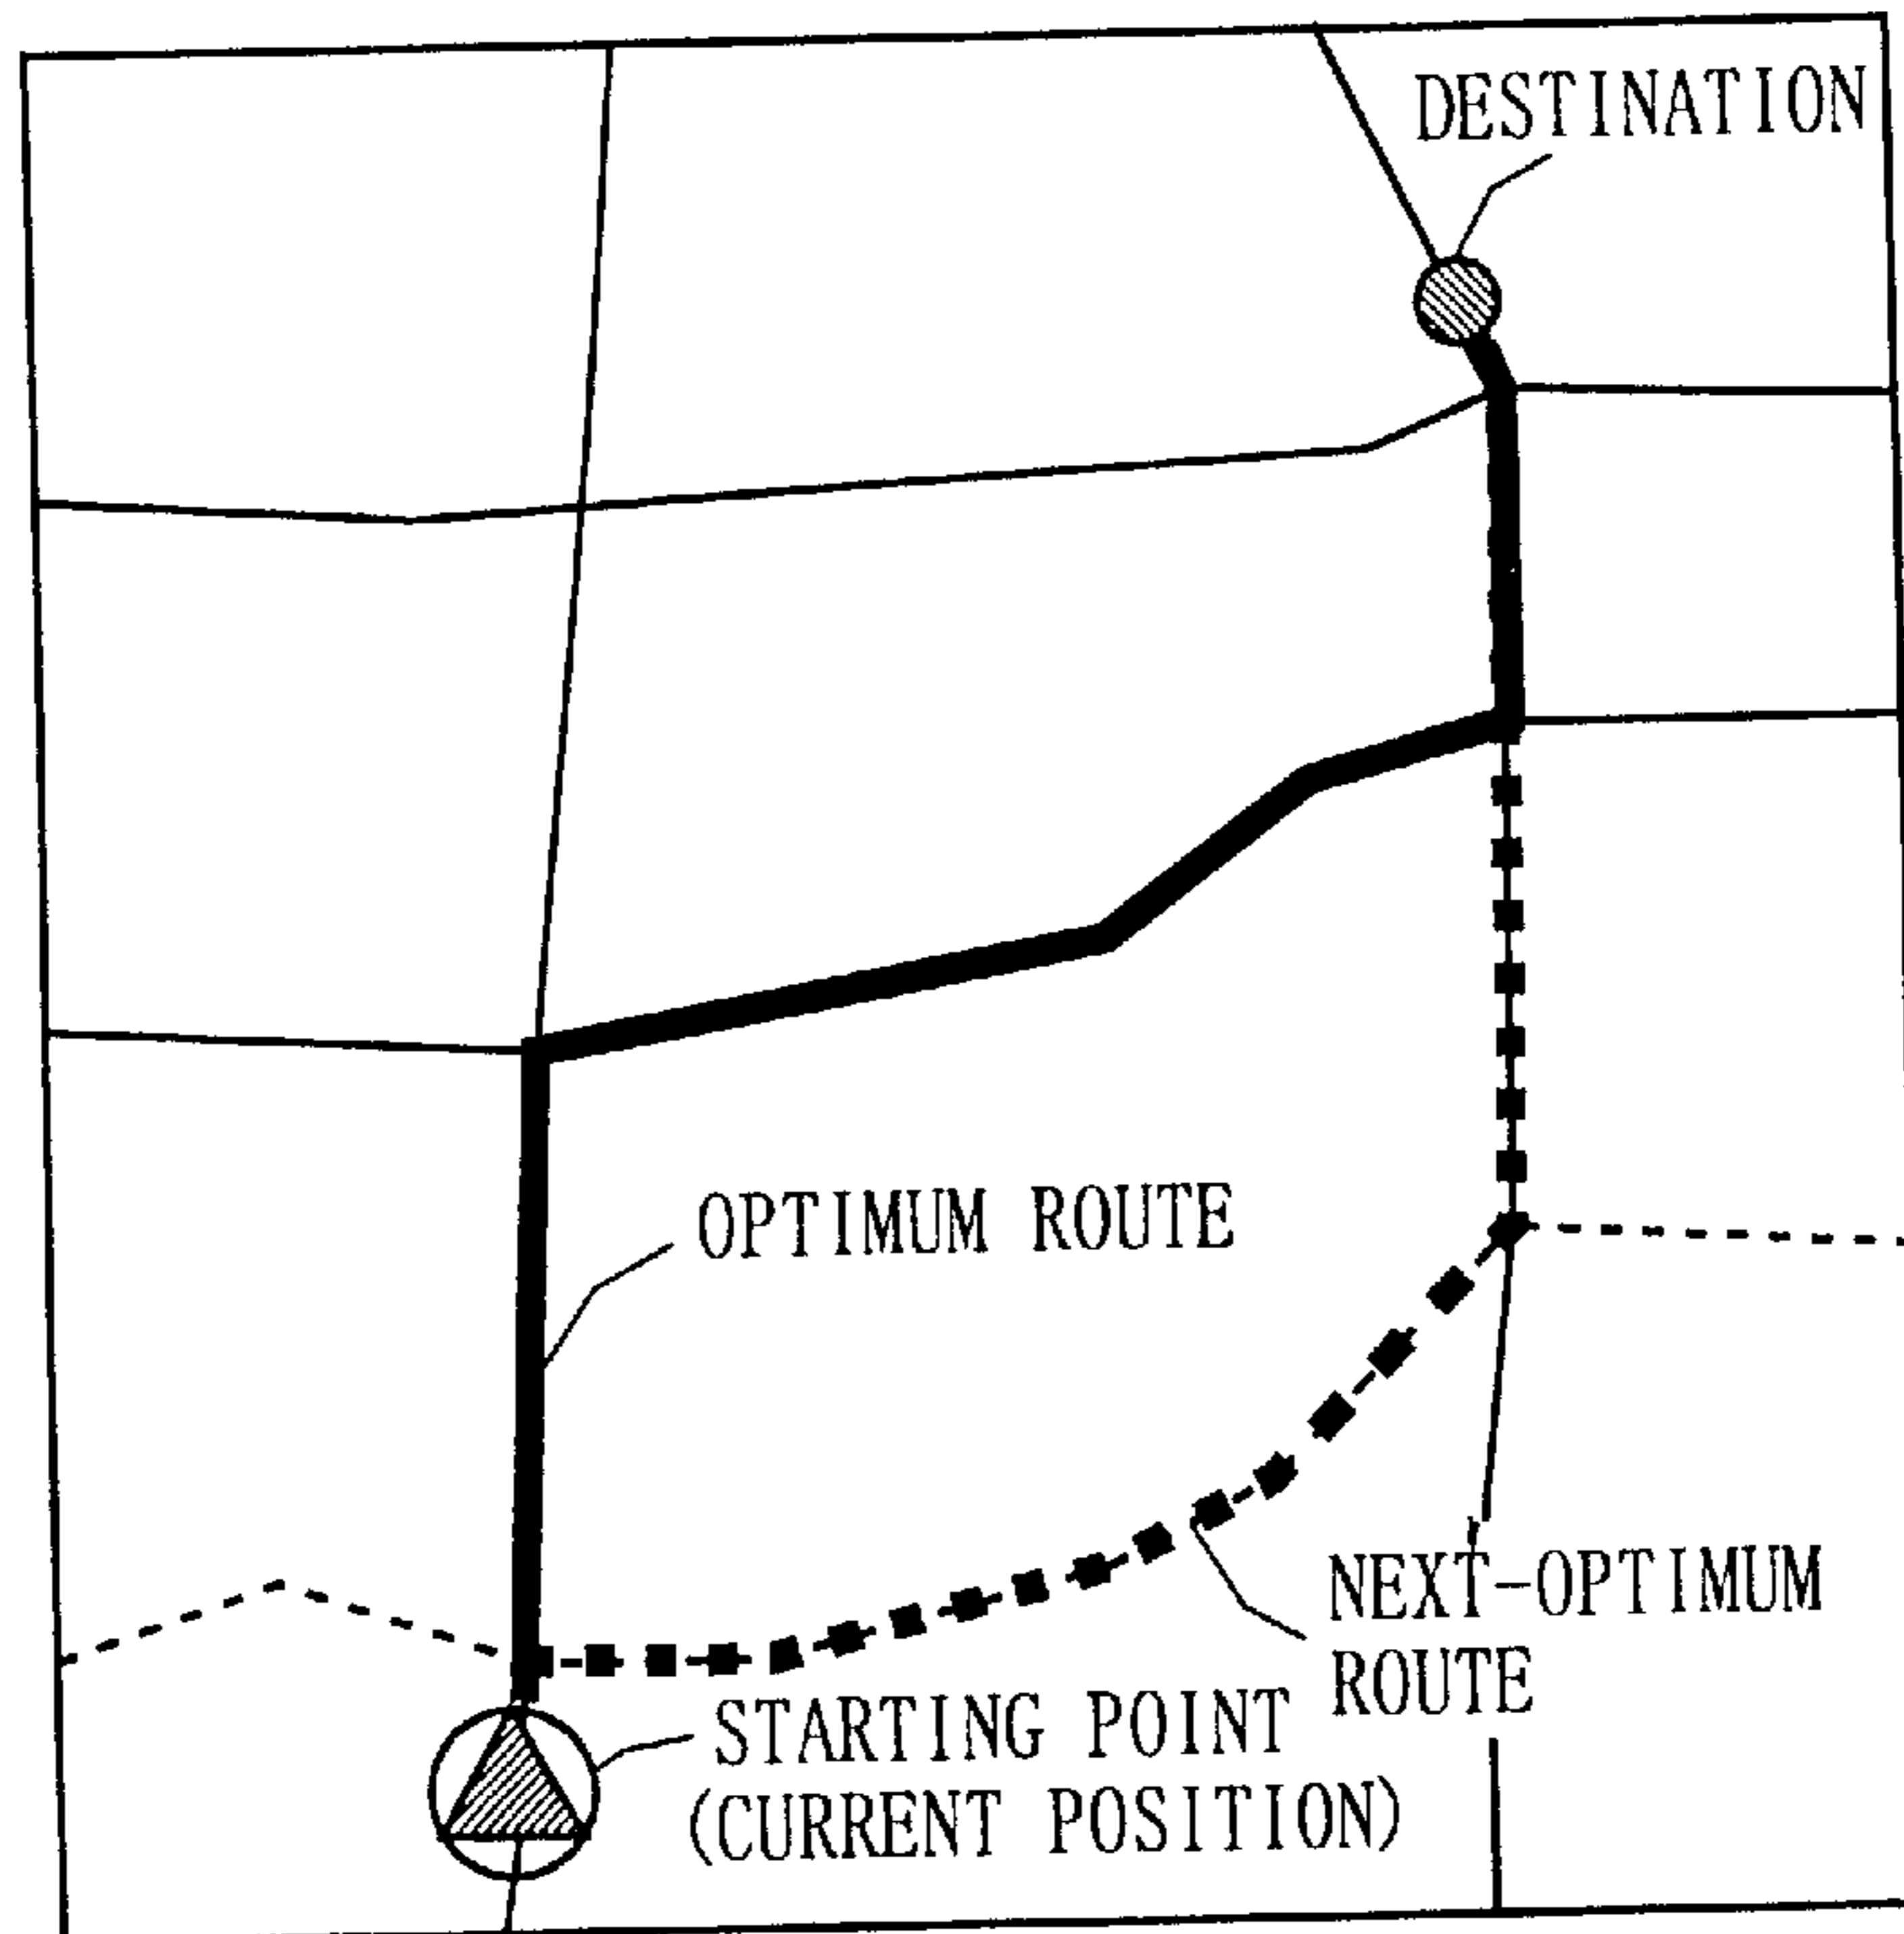 DESTINATION
OPTIMUM ROUTE
NEXT-OPTIMUM
ROUTE
STARTING POINT
(CURRENT POSITION)